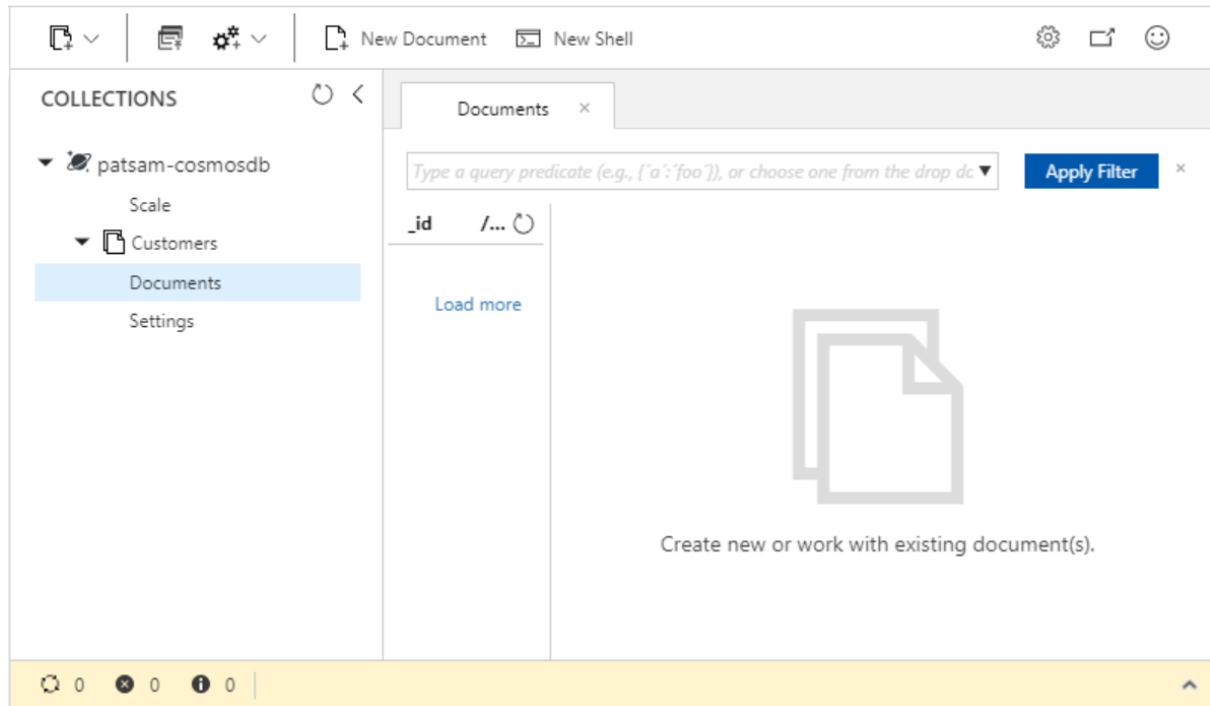 New Document New Shell
COLLECTIONS
Documents
patsam-cosmosdb
Type a query predicate (e.g., {´a´:´foo´}), or choose one from the drop dc
Apply Filter
Scale
_id /...
Customers
Documents
Load more
Settings
Create new or work with existing document(s).
0 0 0